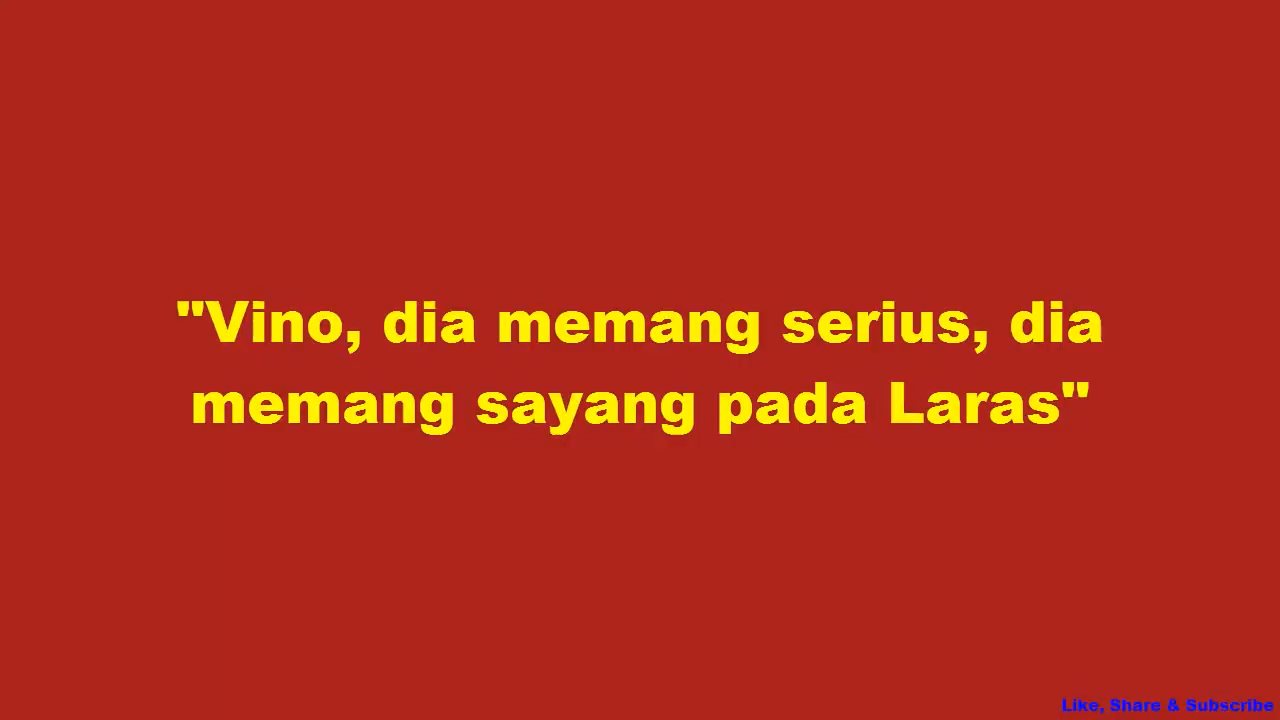 "Vino, dia memang serius, dia
memang sayang pada Laras"
Like, Share & Subscribe